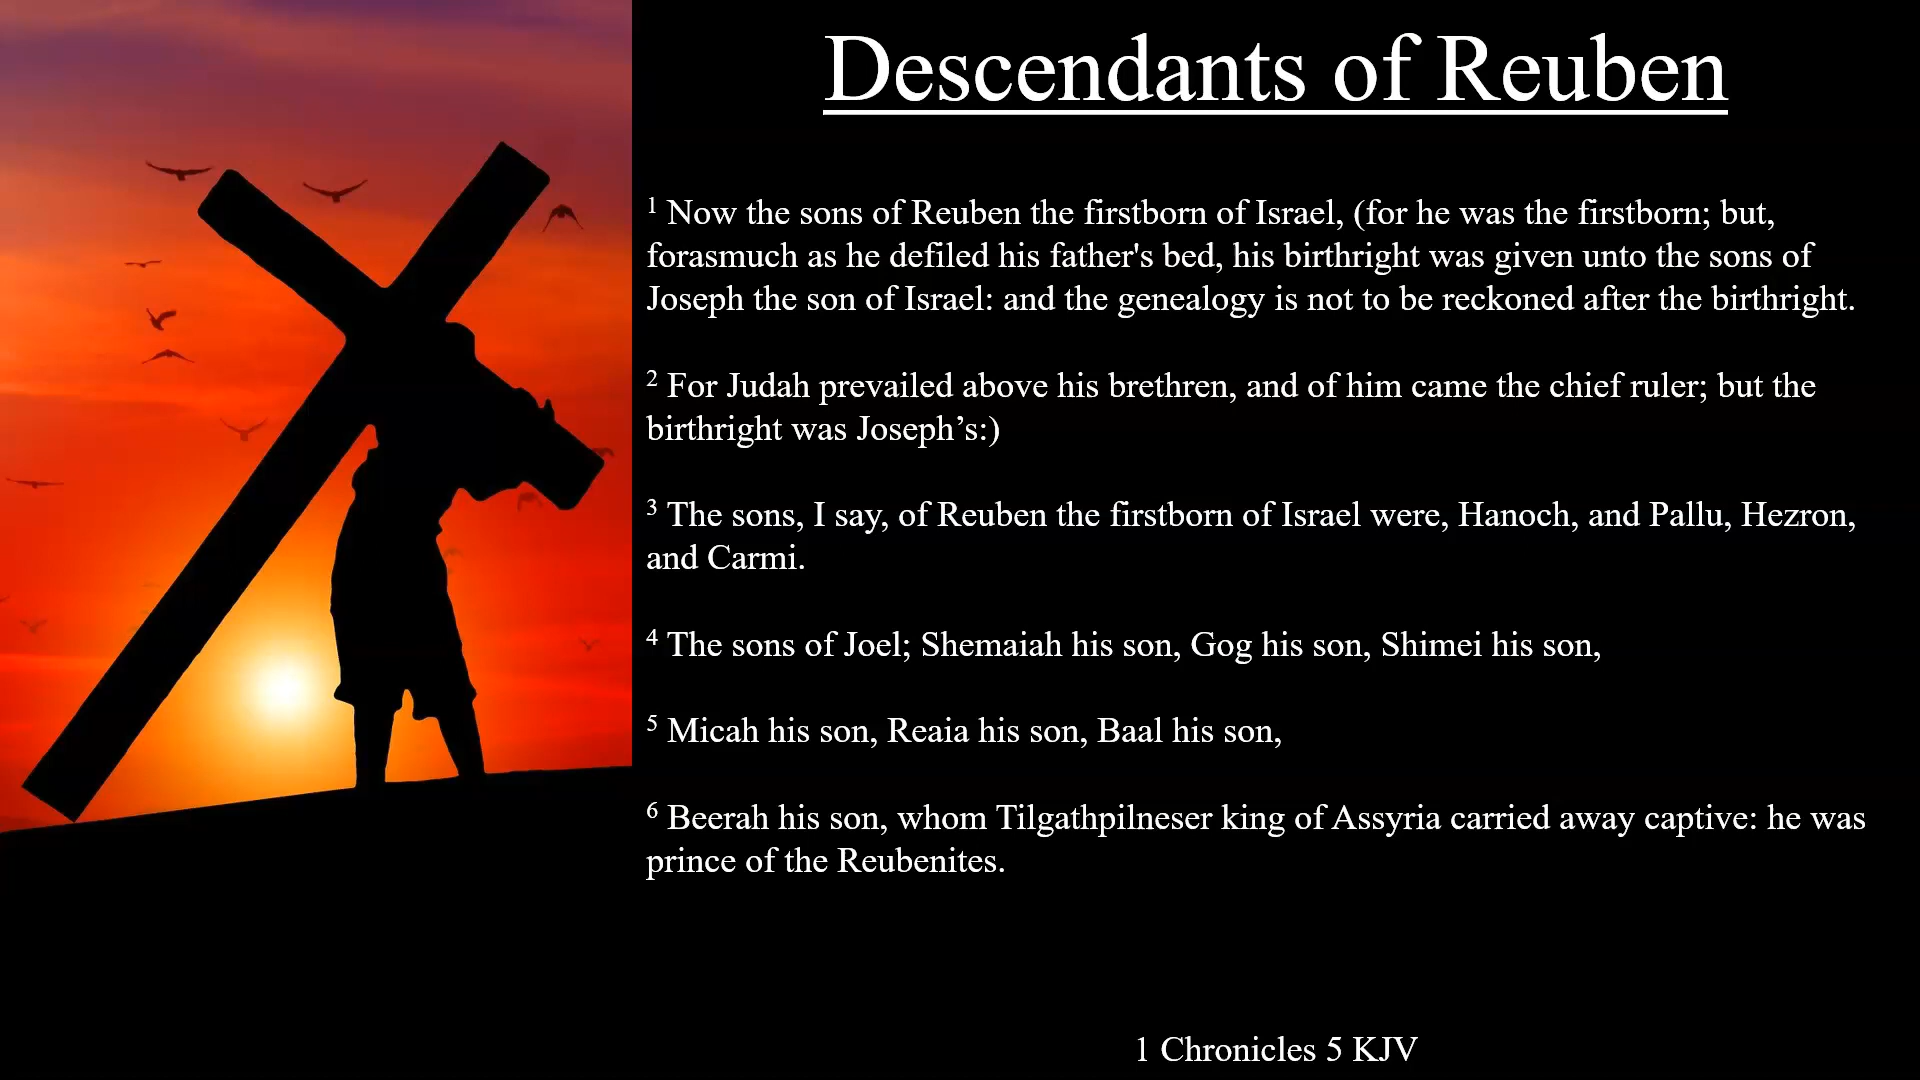 Descendants of Reuben
1 Now the sons of Reuben the firstborn of Israel, (for he was the firstborn; but,
forasmuch as he defiled his father's bed, his birthright was given unto the sons of
Joseph the son of Israel: and the genealogy is not to be reckoned after the birthright.
2 For Judah prevailed above his brethren, and of him came the chief ruler; but the
birthright was Joseph’s:)
3 The sons, I say, of Reuben the firstborn of Israel were, Hanoch, and Pallu, Hezron,
and Carmi.
4 The sons of Joel; Shemaiah his son, Gog his son, Shimei his son,
5 Micah his son, Reaia his son, Baal his son,
6 Beerah his son, whom Tilgathpilneser king of Assyria carried away captive: he was
prince of the Reubenites.
1 Chronicles 5 KJV